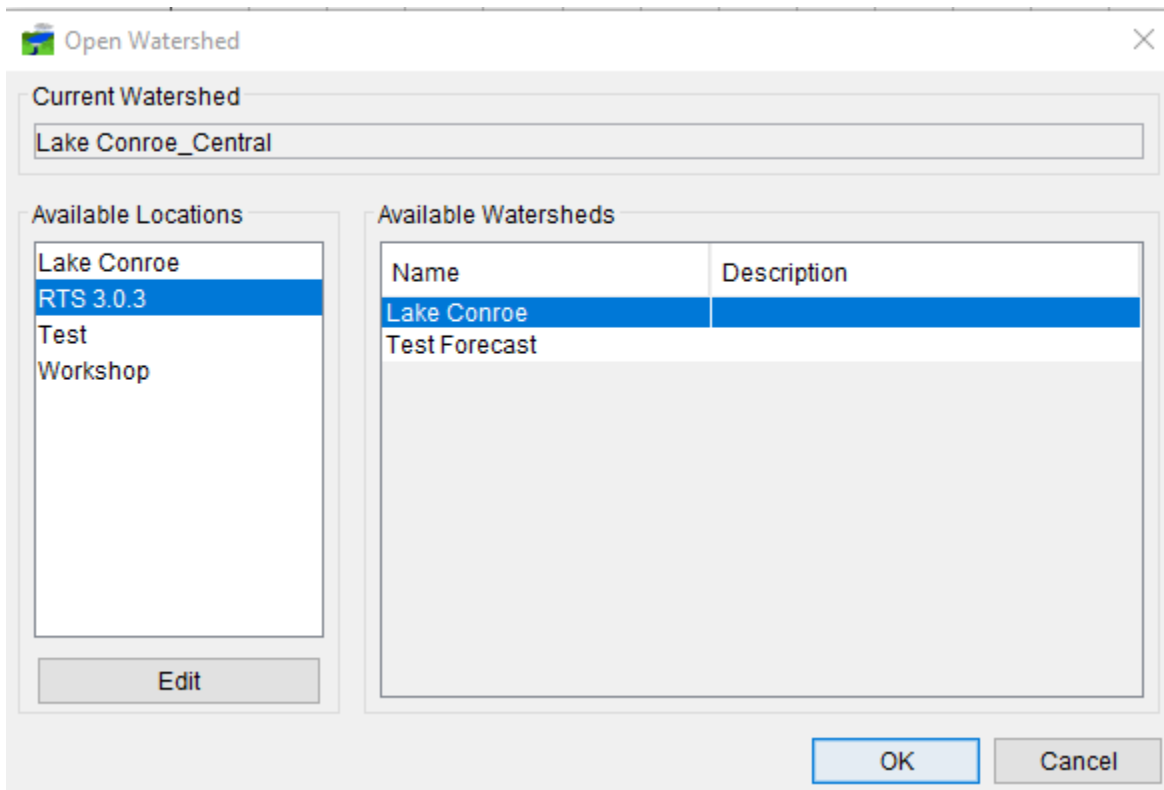 Open Watershed
Current Watershed
Lake Conroe_Central
Available Locations
Lake Conroe
RTS 3.0.3
Test
Workshop
Edit
Available Watersheds
Name Description
Lake Conroe
Test Forecast
OK Cancel